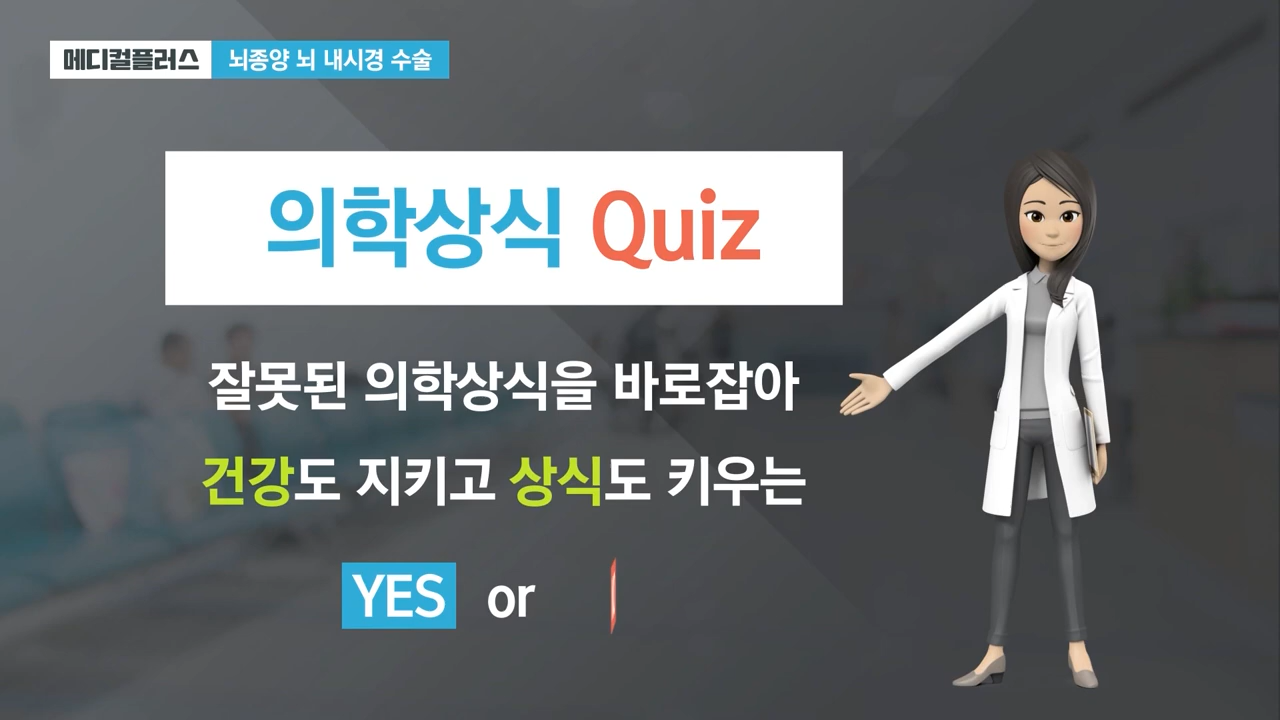 메디컬플러스 뇌종양 뇌 내시경 수술
의학상식 Quiz
잘못된 의학상식을 바로잡아
건강도 지키고 상식도 키우는
YES or